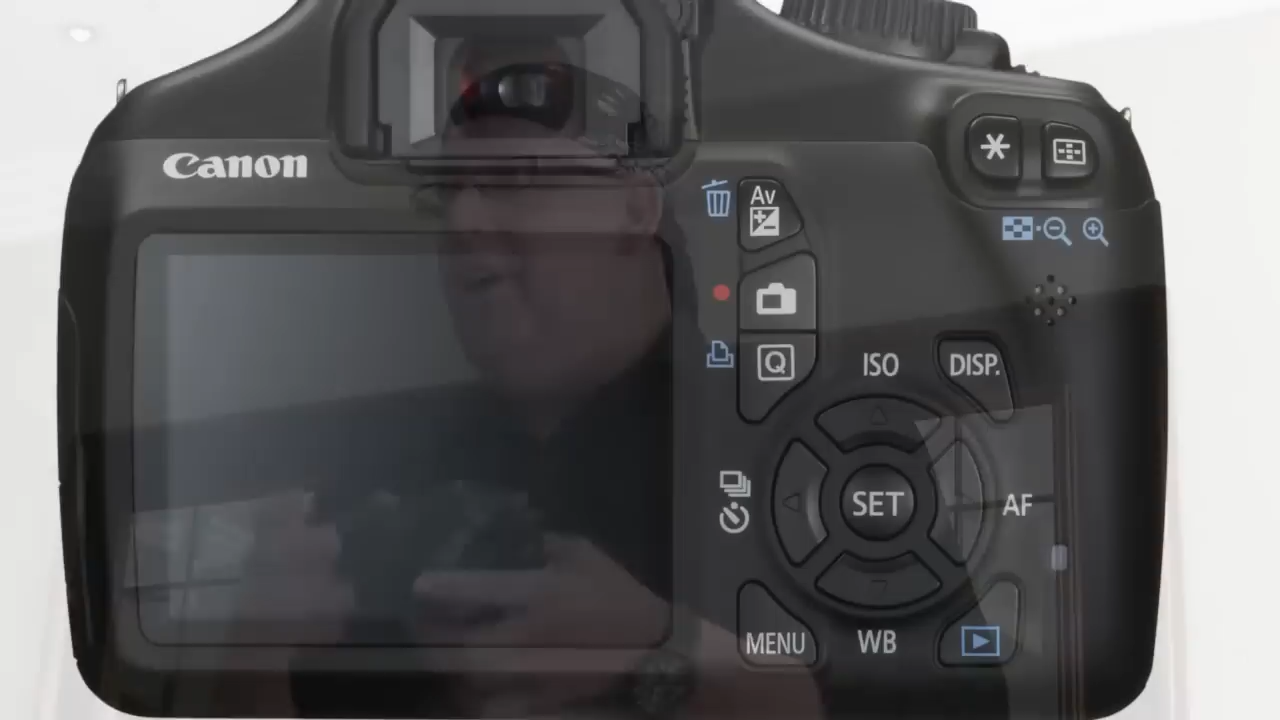 Canon
Av
Q
ISO
DISP.
SET
AF
MENU
WB